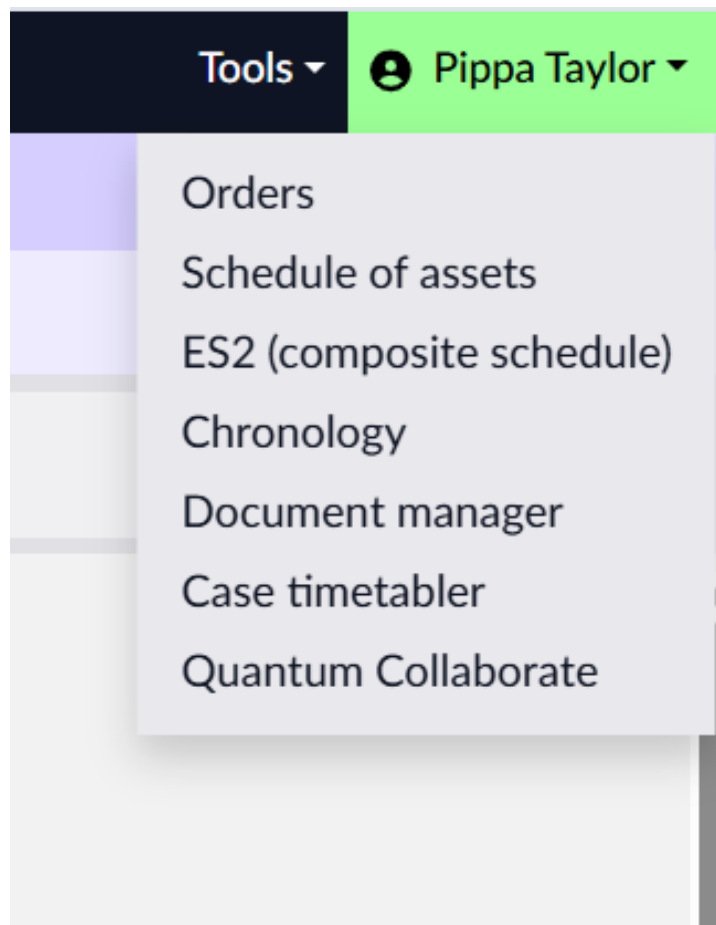 Tools
Pippa Taylor
Orders
Schedule of assets
ES2 (composite schedule)
Chronology
Document manager
Case timetabler
Quantum Collaborate